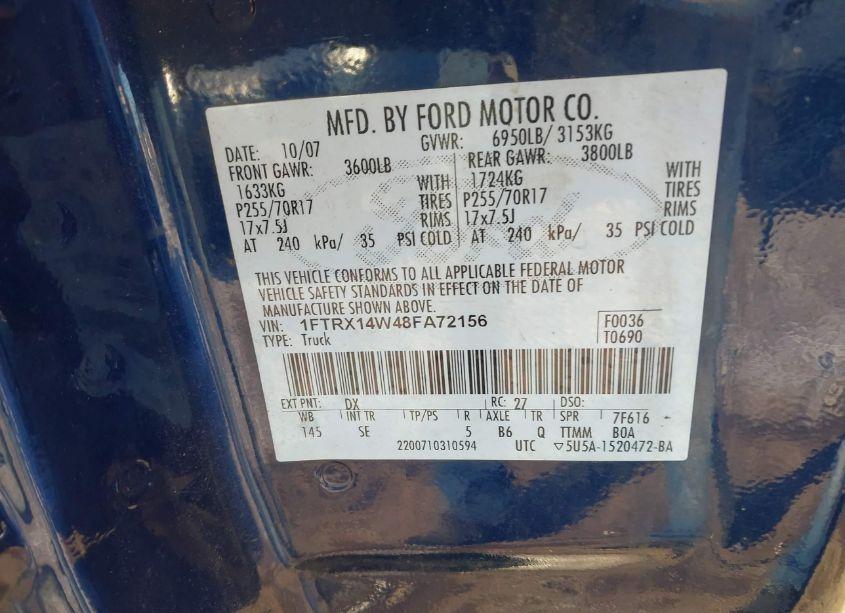 MFD. BY FORD MOTOR CO.
DATE: 10/07 GVWR: 6950LB/ 3153KG
FRONT GAWR: 3600LB REAR GAWR: 3800LB
1633KG WITH 1724KG WITH
P255/70R17 TIRES P255/70R17 TIRES
17x7.5J RIMS 17x7.5J RIMS
AT 240 kPa/ 35 PSI COLD AT 240 kPa/ 35 PSI COLD
THIS VEHICLE CONFORMS TO ALL APPLICABLE FEDERAL MOTOR
VEHICLE SAFETY STANDARDS IN EFFECT ON THE DATE OF
MANUFACTURE SHOWN ABOVE.
VIN: 1FTRX14W48FA72156 F0036
TYPE: Truck T0690
EXT PNT: DX RC: 27 DSO:
WB INT TR TP/PS R AXLE TR SPR 7F616
145 SE 5 B6 Q TTMM BOA
2200710310594 UTC ▽5U5A-1520472-BA